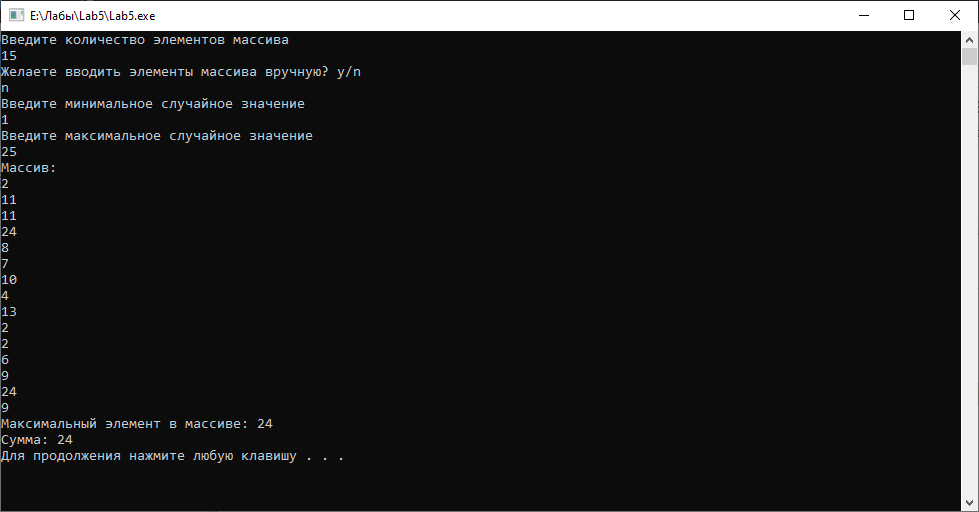 E:\Лабы\Lab5\Lab5.exe
Введите количество элементов массива
15
Желаете вводить элементы массива вручную? y/n
n
Введите минимальное случайное значение
1
Введите максимальное случайное значение
25
Массив:
2
11
11
24
8
7
10
4
13
2
2
6
9
24
9
Максимальный элемент в массиве: 24
Сумма: 24
Для продолжения нажмите любую клавишу . . .